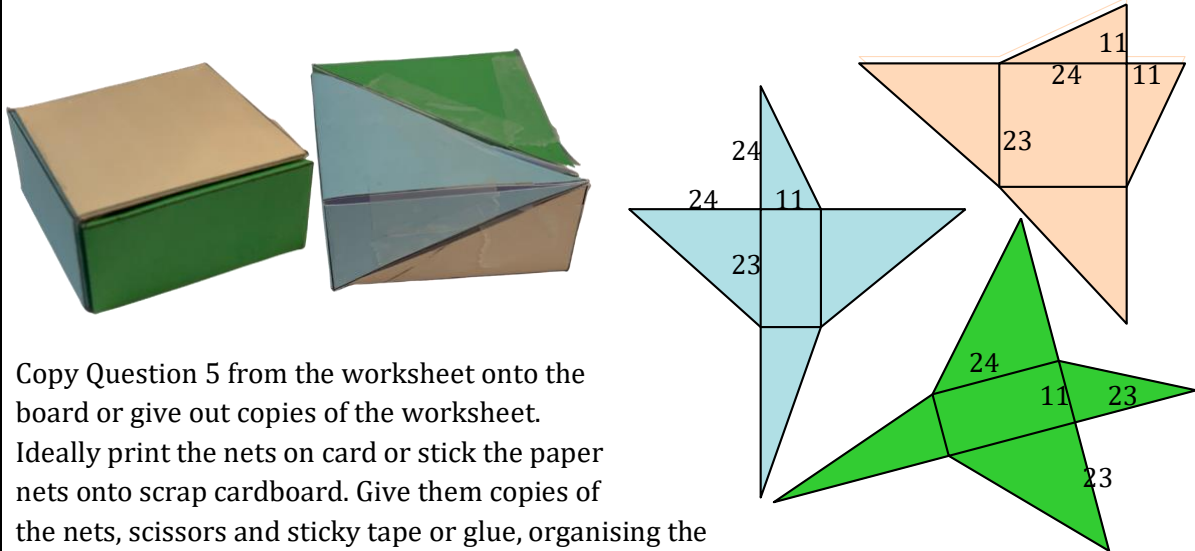 11
24 11
23
24
24 11
23
24
11 23
23
Copy Question 5 from the worksheet onto the
board or give out copies of the worksheet.
Ideally print the nets on card or stick the paper
nets onto scrap cardboard. Give them copies of
the nets, scissors and sticky tape or glue, organising the